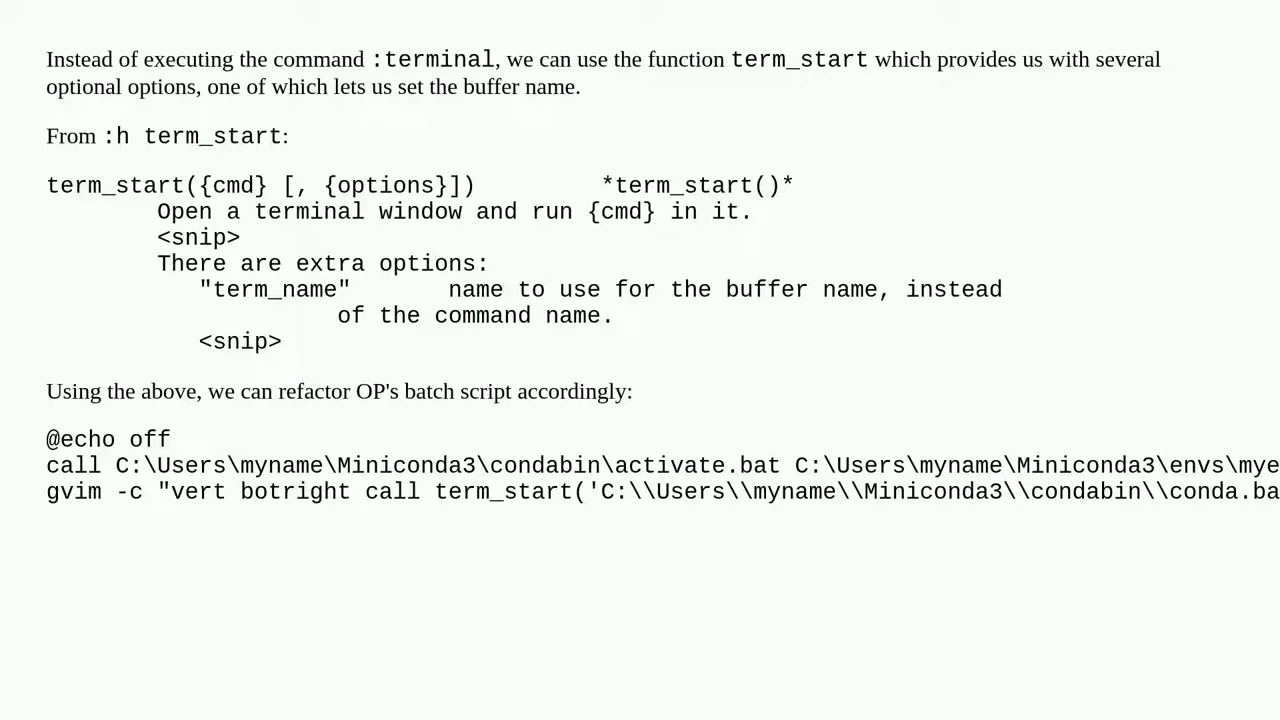 Instead of executing the command :terminal, we can use the function term_start which provides us with several
optional options, one of which lets us set the buffer name.
From :h term_start:
term_start({cmd} [, {options}])         *term_start()*
        Open a terminal window and run {cmd} in it.
        <snip>
        There are extra options:
           "term_name"       name to use for the buffer name, instead
                     of the command name.
           <snip>
Using the above, we can refactor OP's batch script accordingly:
@echo off
call C:\Users\myname\Miniconda3\condabin\activate.bat C:\Users\myname\Miniconda3\envs\mye
gvim -c "vert botright call term_start('C:\\Users\\myname\\Miniconda3\\condabin\\conda.ba